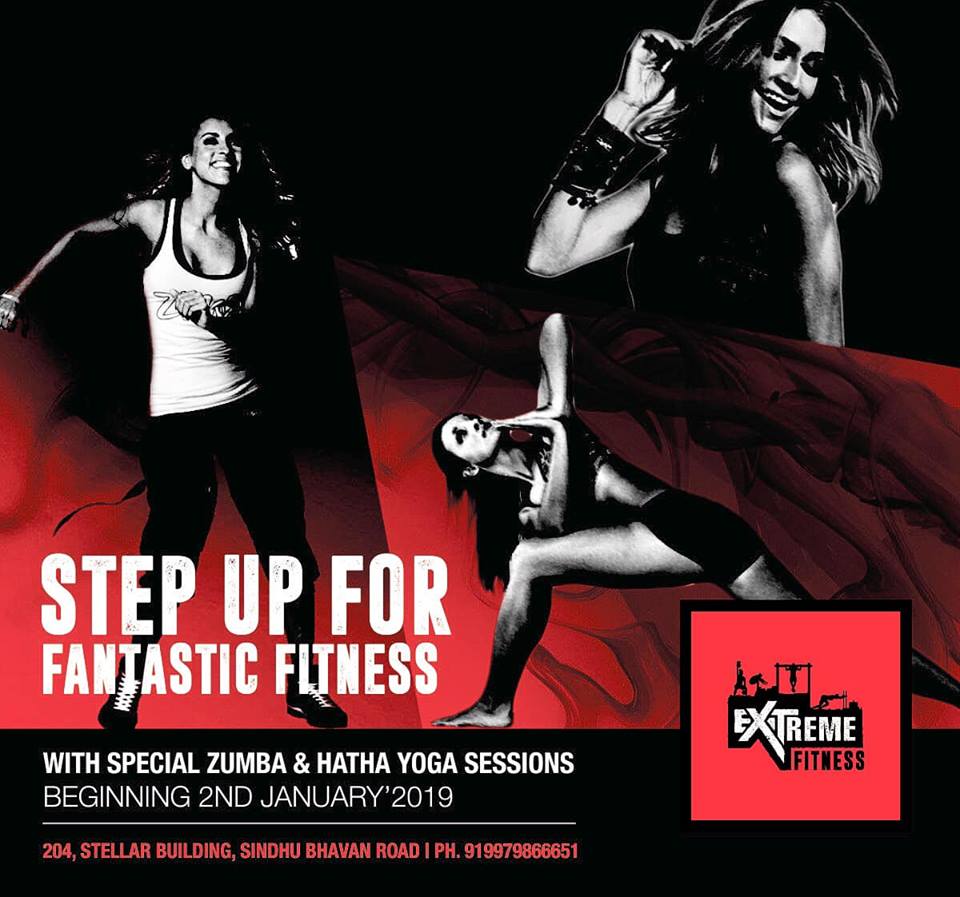 STEP UP FOR
FANTASTIC FITNESS
WITH SPECIAL ZUMBA & HATHA YOGA SESSIONS
BEGINNING 2ND JANUARY'2019
204, STELLAR BUILDING, SINDHU BHAVAN ROAD | PH. 919979866651
EXTREME
FITNESS